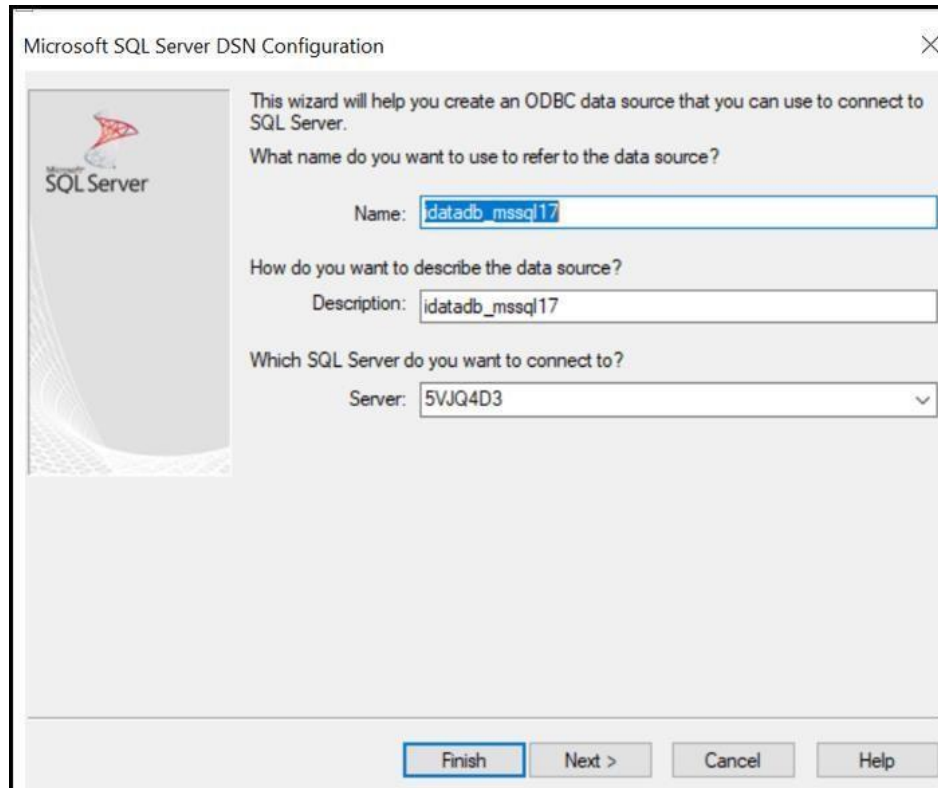 Microsoft SQL Server DSN Configuration
This wizard will help you create an ODBC data source that you can use to connect to
SQL Server.
What name do you want to use to refer to the data source?
Microsoft
SQL Server
Name: idatadb_mssql17
How do you want to describe the data source?
Description: idatadb_mssql17
Which SQL Server do you want to connect to?
Server: 5VJQ4D3
Finish Next > Cancel Help